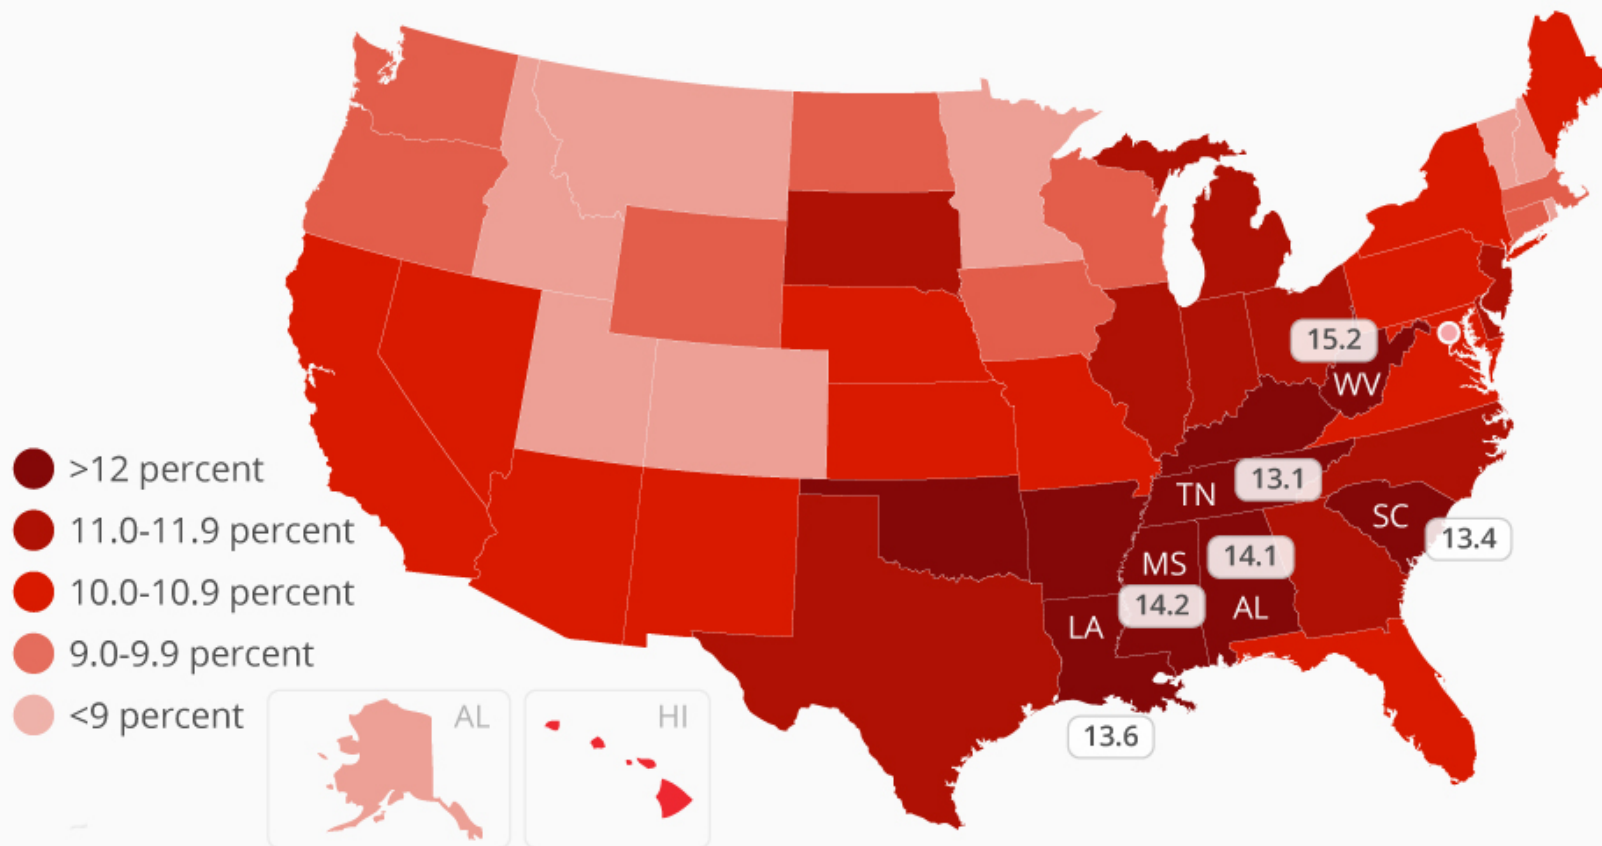 >12 percent
11.0-11.9 percent
10.0-10.9 percent
9.0-9.9 percent
<9 percent
AL
HI
15.2
WV
TN
13.1
SC
13.4
MS
14.1
14.2
AL
LA
13.6